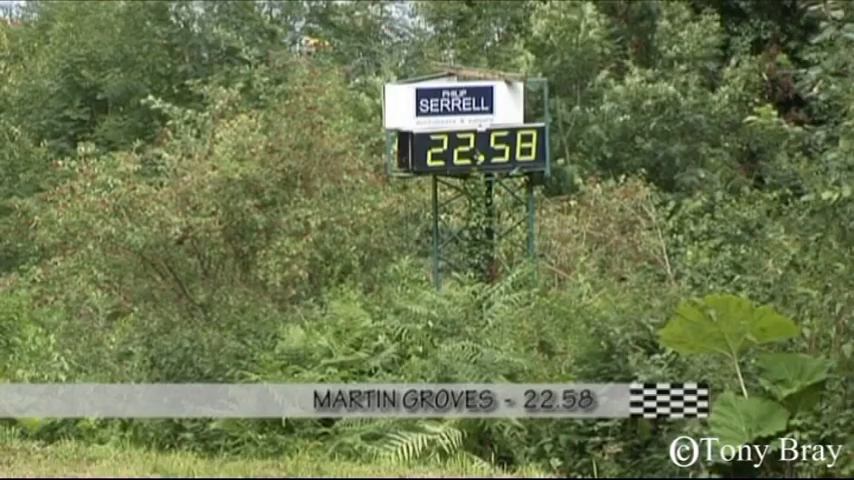 PHILIP
SERRELL
22.58
MARTIN GROVES - 22.58
©Tony Bray